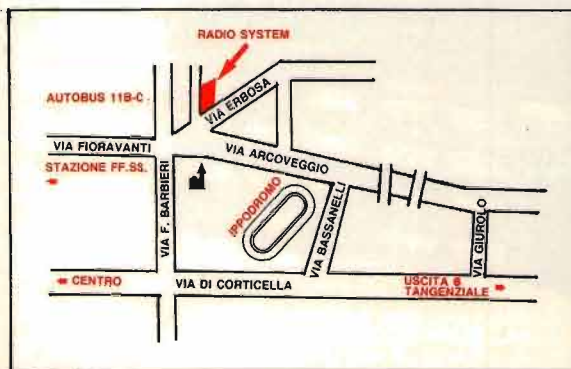 RADIO SYSTEM
AUTOBUS 11B-C
VIA ERBOSA
VIA FIORAVANTI
VIA ARCOVEGGIO
STAZIONE FF.SS.
VIA F. BARBIERI
IPPODROMO
VIA BASSANELLI
VIA GIUROLO
CENTRO
VIA DI CORTICELLA
USCITA 6
TANGENZIALE